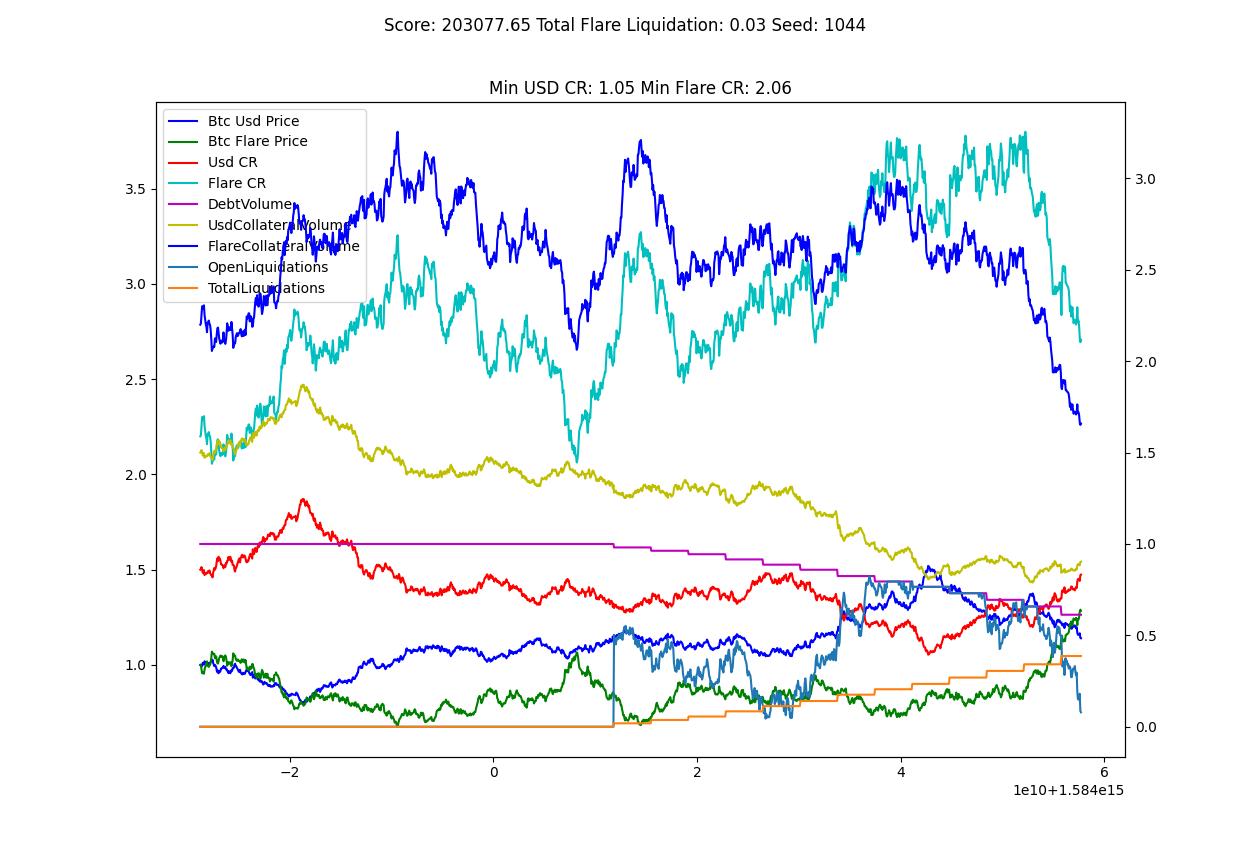 Score: 203077.65 Total Flare Liquidation: 0.03 Seed: 1044
Min USD CR: 1.05 Min Flare CR: 2.06
Btc Usd Price
Btc Flare Price
Usd CR
Flare CR
DebtVolume
UsdCollateralVolume
FlareCollateralVolume
OpenLiquidations
TotalLiquidations
3.5
3.0
2.5
2.0
1.5
1.0
3.0
2.5
2.0
1.5
1.0
0.5
0.0
−2
0
2
4
6
1e10+1.584e15